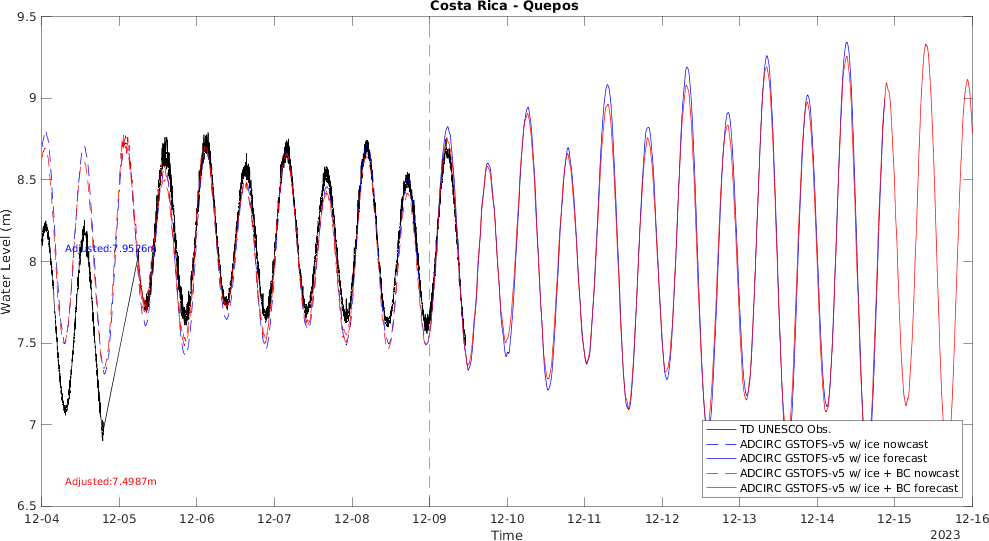 Costa Rica - Quepos
9.5
9
8.5
8
7.5
7
6.5
Water Level (m)
Adjusted:7.9526m
Adjusted:7.4987m
TD UNESCO Obs.
ADCIRC GSTOFS-v5 w/ ice nowcast
ADCIRC GSTOFS-v5 w/ ice forecast
ADCIRC GSTOFS-v5 w/ ice + BC nowcast
ADCIRC GSTOFS-v5 w/ ice + BC forecast
12-04 12-05 12-06 12-07 12-08 12-09 12-10 12-11 12-12 12-13 12-14 12-15 12-16
Time
2023